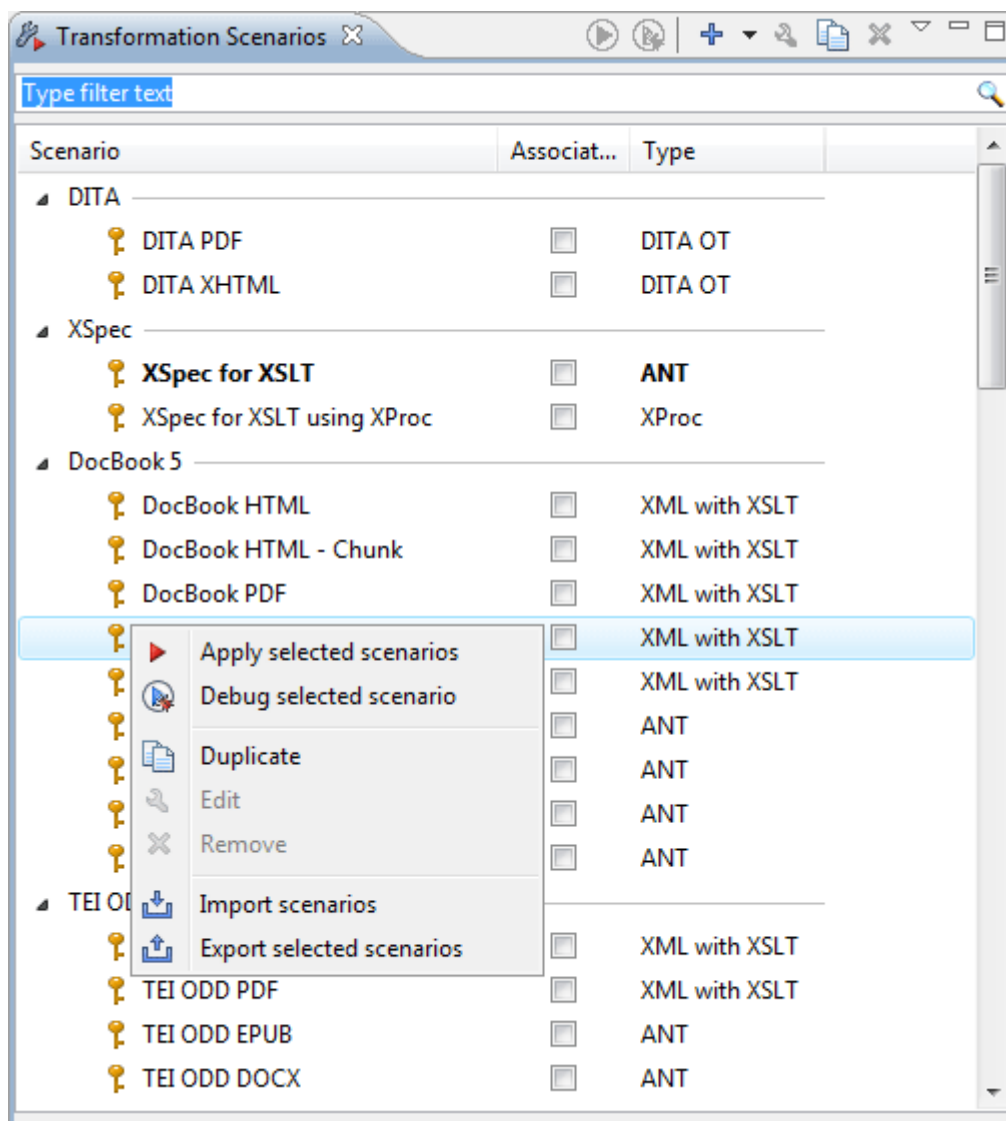 Transformation Scenarios
Type filter text
Scenario Associat... Type
DITA
DITA PDF DITA OT
DITA XHTML DITA OT
XSpec
XSpec for XSLT ANT
XSpec for XSLT using XProc XProc
DocBook 5
DocBook HTML XML with XSLT
DocBook HTML - Chunk XML with XSLT
DocBook PDF XML with XSLT
XML with XSLT
Apply selected scenarios
XML with XSLT
Debug selected scenario
ANT
Duplicate
ANT
Edit
ANT
Remove
ANT
TEI OD
Import scenarios
XML with XSLT
Export selected scenarios
TEI ODD PDF XML with XSLT
TEI ODD EPUB ANT
TEI ODD DOCX ANT